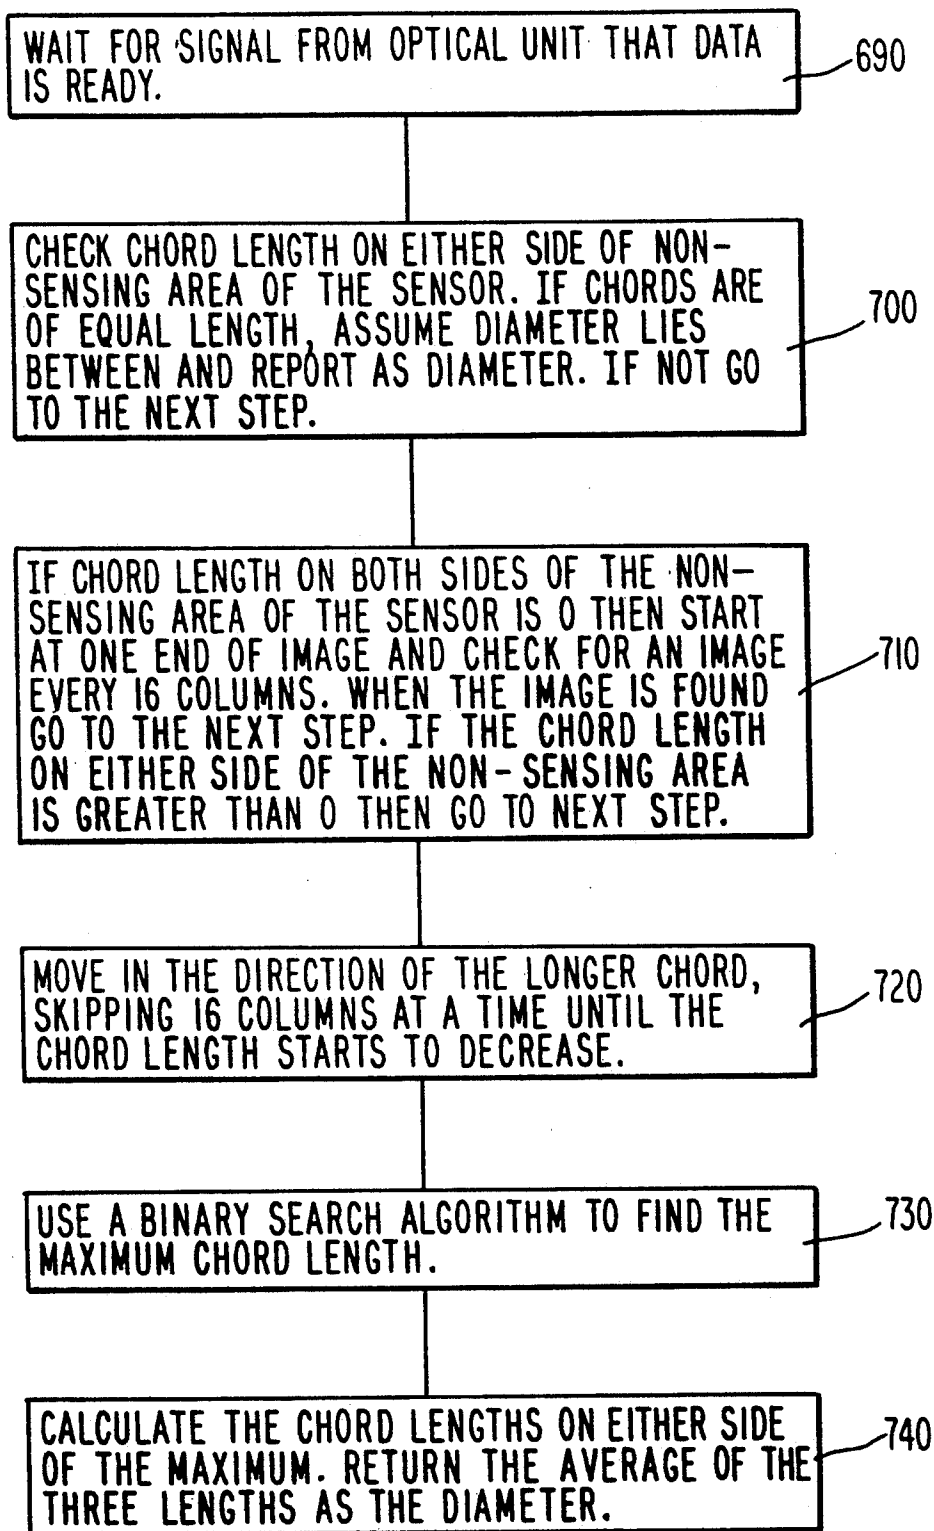 WAIT FOR SIGNAL FROM OPTICAL UNIT THAT DATA
IS READY.
690
CHECK CHORD LENGTH ON EITHER SIDE OF NON-
SENSING AREA OF THE SENSOR. IF CHORDS ARE
OF EQUAL LENGTH, ASSUME DIAMETER LIES
BETWEEN AND REPORT AS DIAMETER. IF NOT GO
TO THE NEXT STEP.
700
IF CHORD LENGTH ON BOTH SIDES OF THE NON-
SENSING AREA OF THE SENSOR IS 0 THEN START
AT ONE END OF IMAGE AND CHECK FOR AN IMAGE
EVERY 16 COLUMNS. WHEN THE IMAGE IS FOUND
GO TO THE NEXT STEP. IF THE CHORD LENGTH
ON EITHER SIDE OF THE NON-SENSING AREA
IS GREATER THAN 0 THEN GO TO NEXT STEP.
710
MOVE IN THE DIRECTION OF THE LONGER CHORD,
SKIPPING 16 COLUMNS AT A TIME UNTIL THE
CHORD LENGTH STARTS TO DECREASE.
720
USE A BINARY SEARCH ALGORITHM TO FIND THE
MAXIMUM CHORD LENGTH.
730
CALCULATE THE CHORD LENGTHS ON EITHER SIDE
OF THE MAXIMUM. RETURN THE AVERAGE OF THE
THREE LENGTHS AS THE DIAMETER.
740